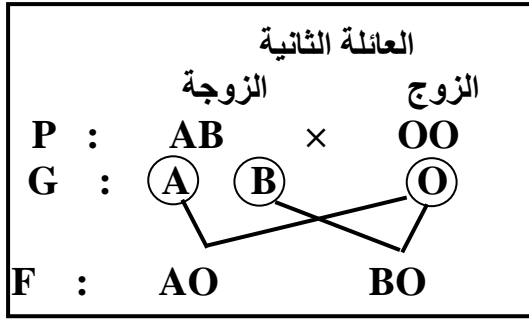 العائلة الثانية
الزوج الزوجة
P : AB × OO
G : A B O
F : AO BO